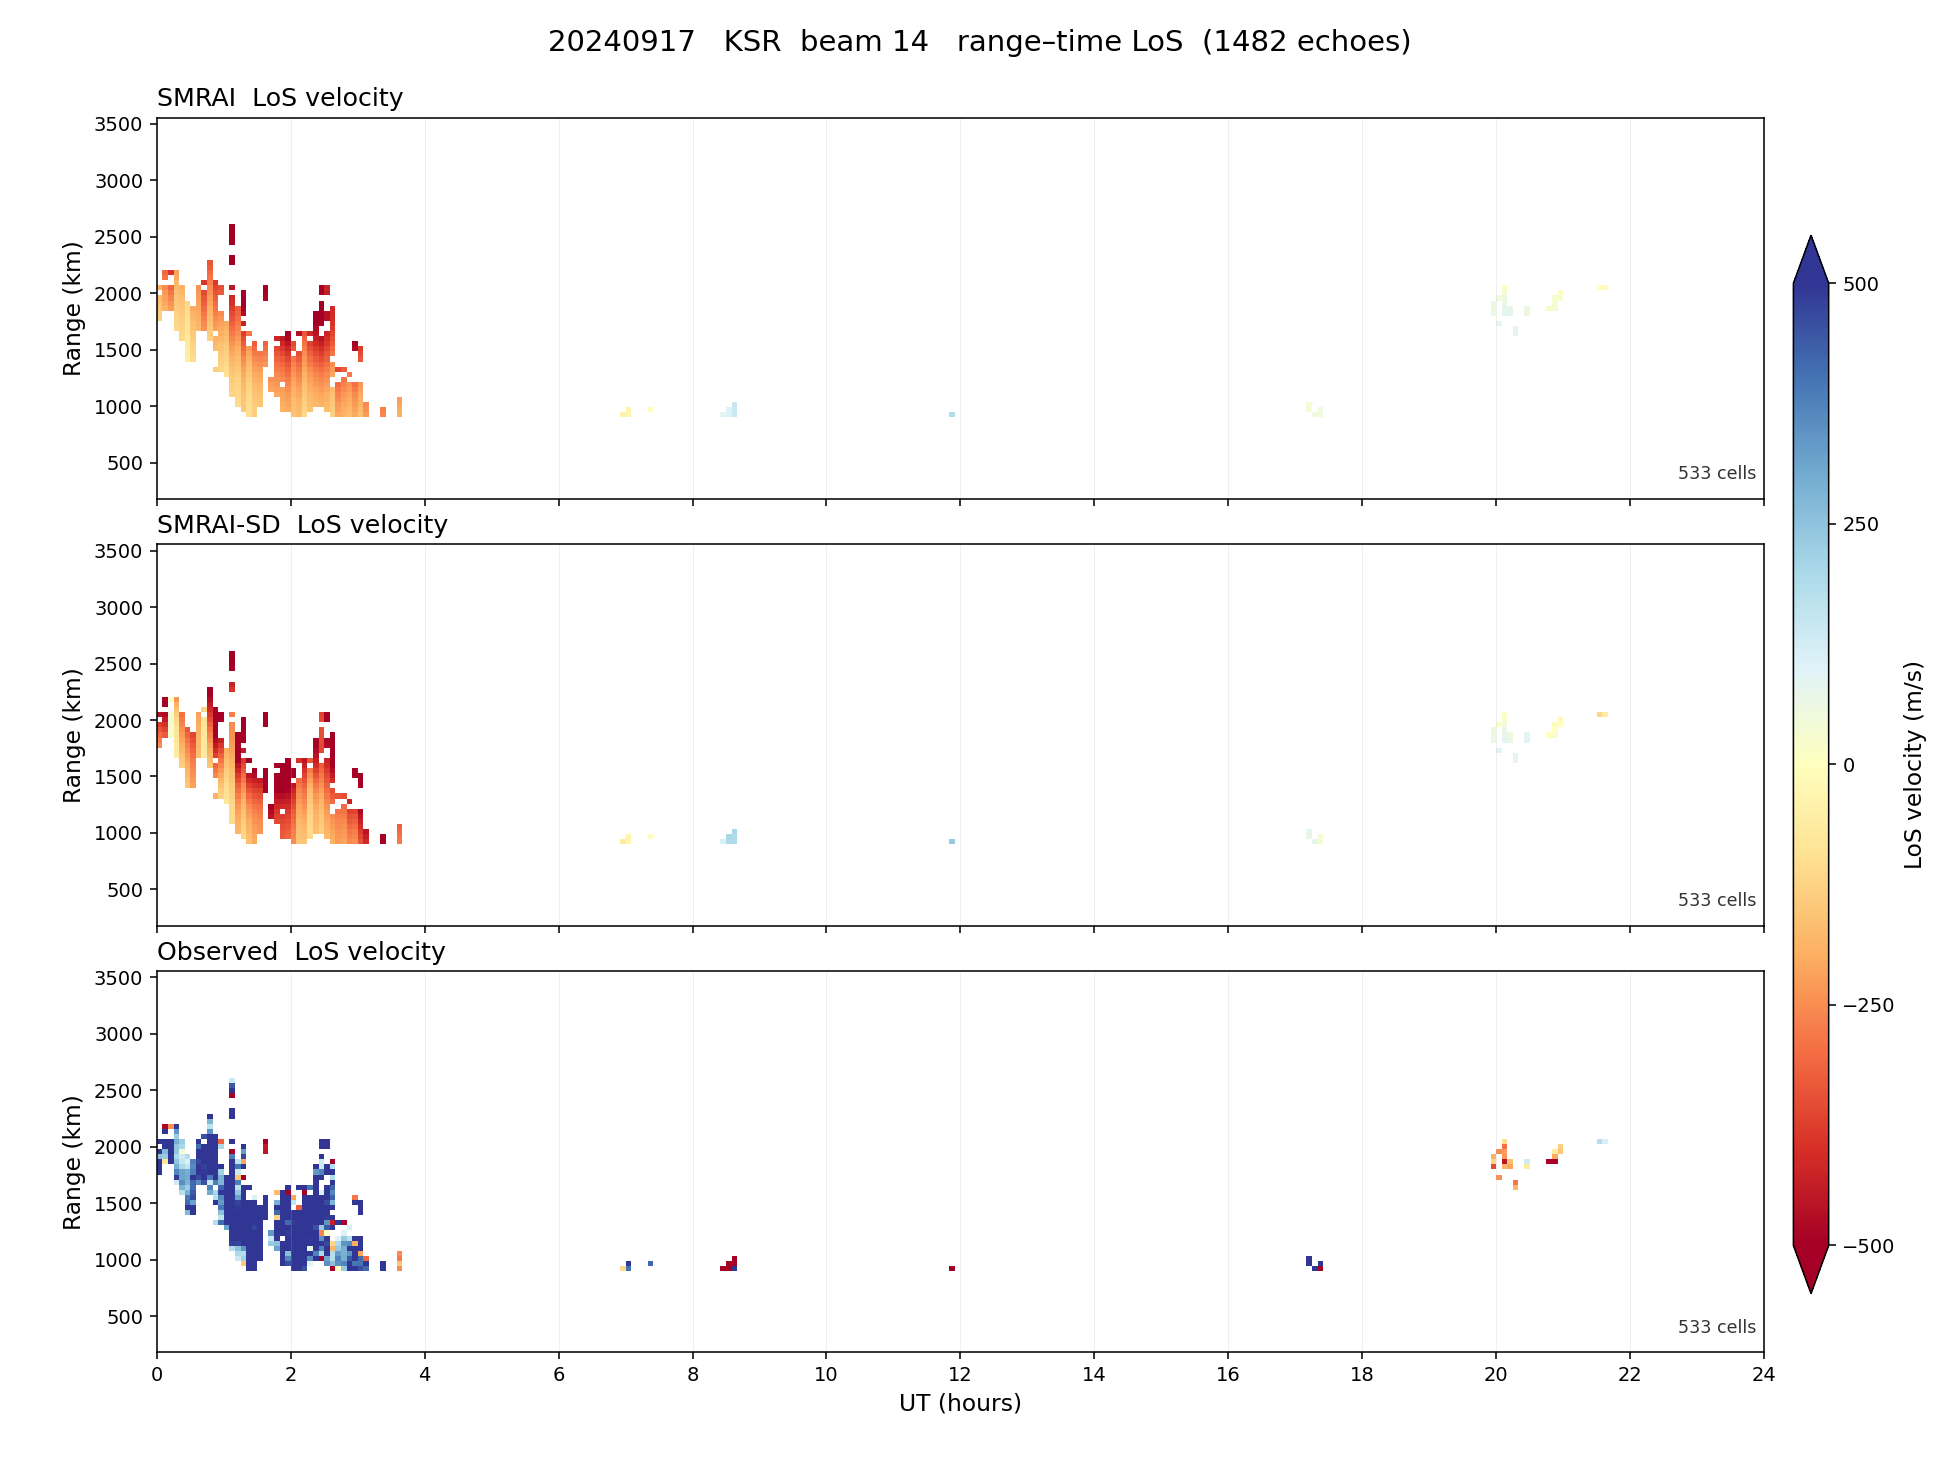 20240917   KSR  beam 14   range–time LoS  (1482 echoes)
SMRAI  LoS velocity
3500
3000
2500
2000
1500
1000
500
Range (km)
533 cells
SMRAI-SD  LoS velocity
3500
3000
2500
2000
1500
1000
500
Range (km)
533 cells
Observed  LoS velocity
3500
3000
2500
2000
1500
1000
500
Range (km)
533 cells
0 2 4 6 8 10 12 14 16 18 20 22 24
UT (hours)
500
250
0
−250
−500
LoS velocity (m/s)